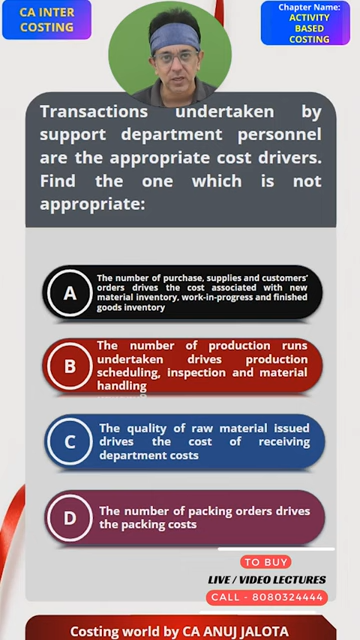 CA INTER
COSTING
Chapter Name:
ACTIVITY
BASED
COSTING
Transactions undertaken by
support department personnel
are the appropriate cost drivers.
Find the one which is not
appropriate:
A
The number of purchase, supplies and customers'
orders drives the cost associated with new
material inventory, work-in-progress and finished
goods inventory
B
The number of production runs
undertaken drives production
scheduling, inspection and material
handling
C
The quality of raw material issued
drives the cost of receiving
department costs
D
The number of packing orders drives
the packing costs
TO BUY
LIVE / VIDEO LECTURES
CALL - 8080324444
Costing world by CA ANUJ JALOTA